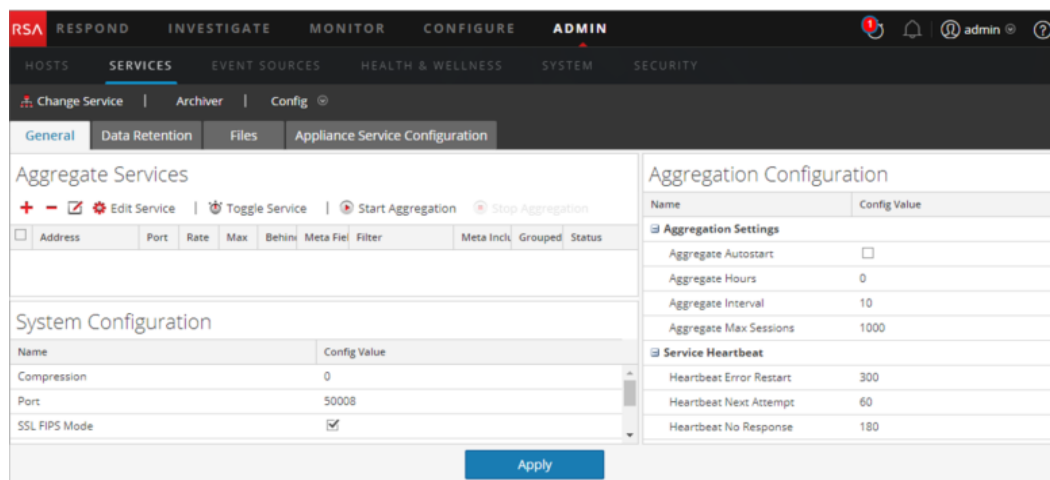 RSA RESPOND INVESTIGATE MONITOR CONFIGURE ADMIN 1 admin ?
HOSTS SERVICES EVENT SOURCES HEALTH & WELLNESS SYSTEM SECURITY
Change Service | Archiver | Config
General Data Retention Files Appliance Service Configuration
Aggregate Services
Edit Service | Toggle Service | Start Aggregation Stop Aggregation
Address Port Rate Max Behind Meta Fiel Filter Meta Inclu Grouped Status
System Configuration
Name Config Value
Compression 0
Port 50008
SSL FIPS Mode
Aggregation Configuration
Name Config Value
Aggregation Settings
Aggregate Autostart
Aggregate Hours 0
Aggregate Interval 10
Aggregate Max Sessions 1000
Service Heartbeat
Heartbeat Error Restart 300
Heartbeat Next Attempt 60
Heartbeat No Response 180
Apply